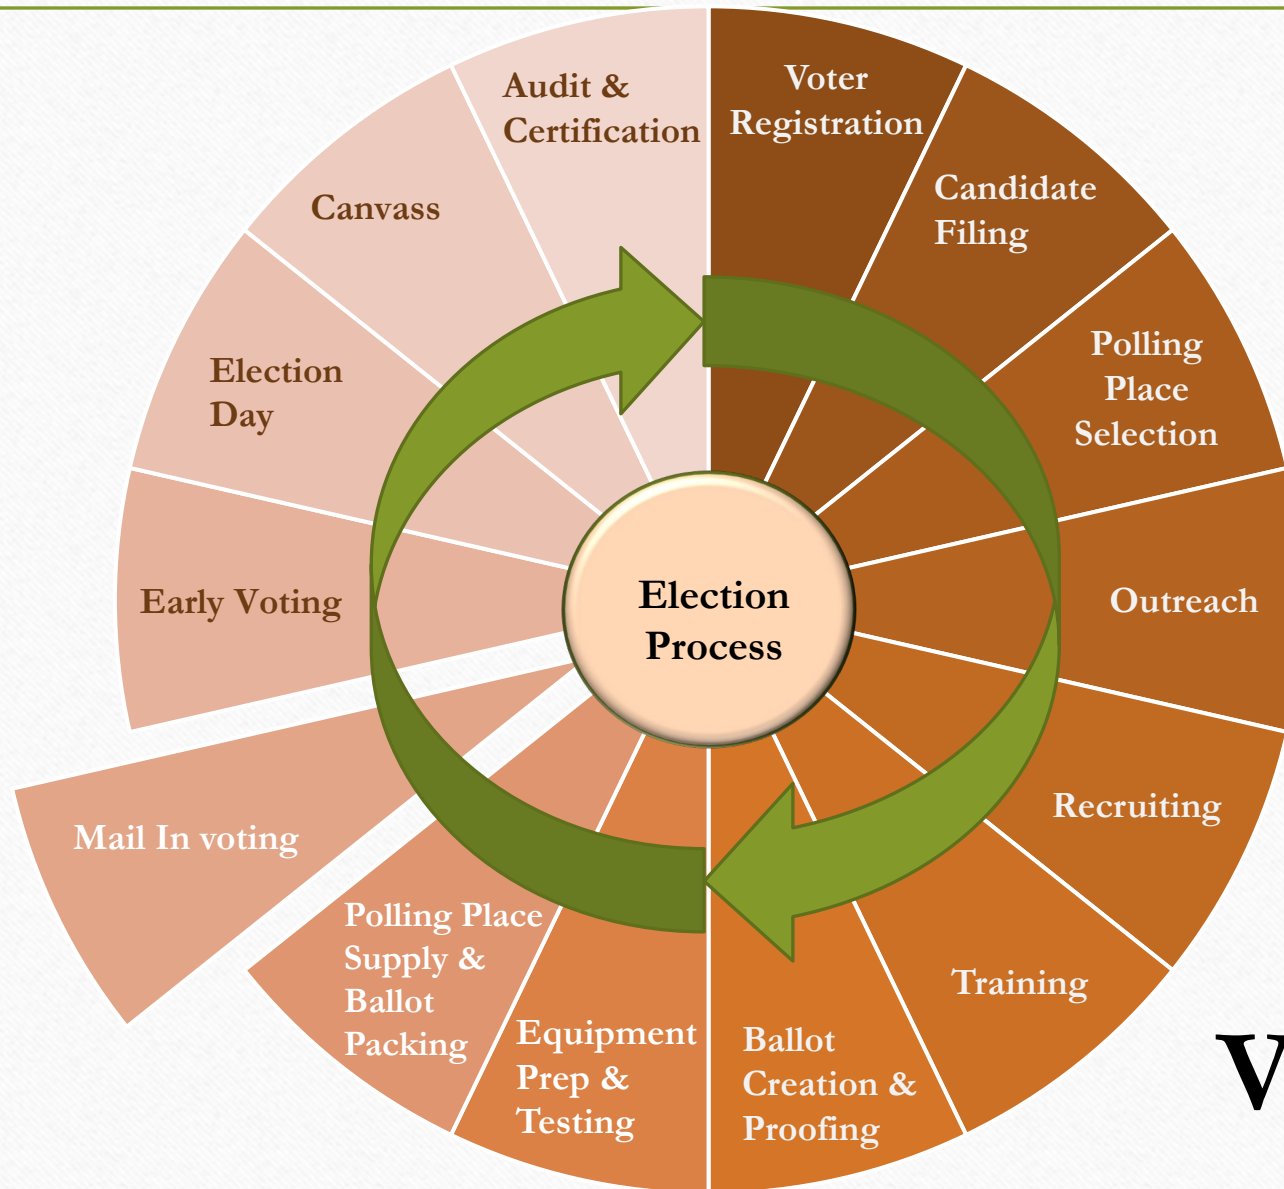 Voter
Registration
Candidate
Filing
Polling
Place
Selection
Outreach
Recruiting
Training
Ballot
Creation &
Proofing
Equipment
Prep &
Testing
Polling Place
Supply &
Ballot
Packing
Mail In voting
Early Voting
Election
Day
Canvass
Audit &
Certification
Election
Process